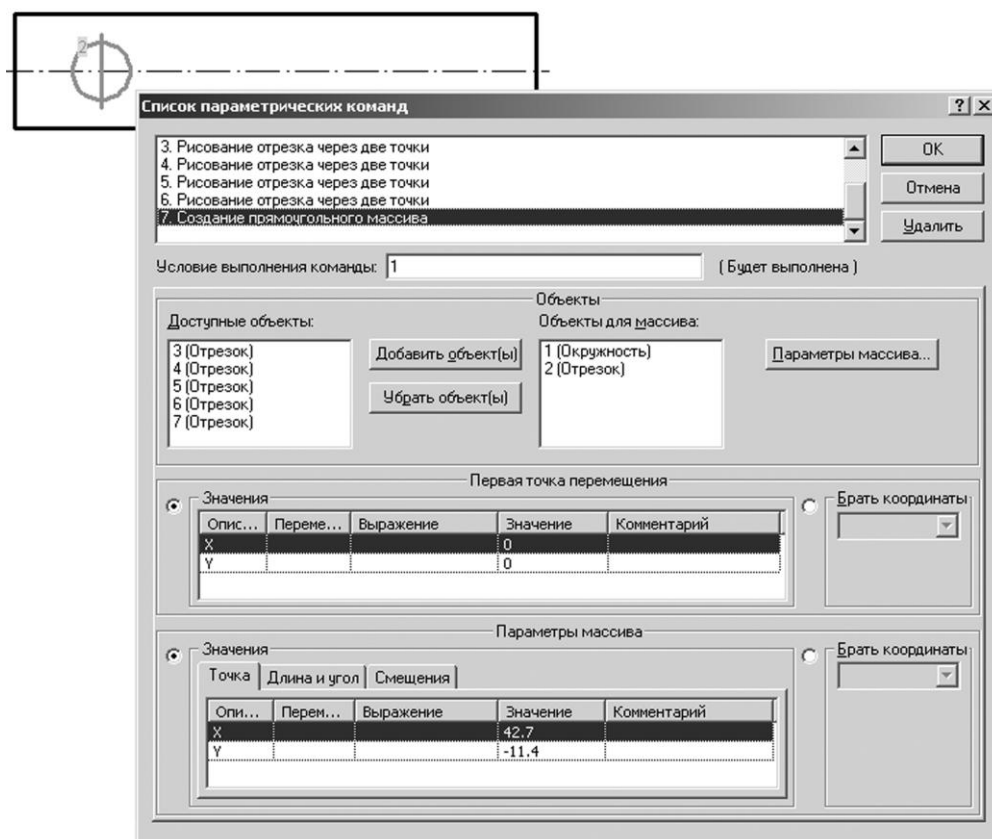 2
Список параметрических команд
3. Рисование отрезка через две точки
4. Рисование отрезка через две точки
5. Рисование отрезка через две точки
6. Рисование отрезка через две точки
7. Создание прямоугольного массива
OK
Отмена
Удалить
Условие выполнения команды: 1 ( Будет выполнена )
Объекты
Доступные объекты:
3 (Отрезок)
4 (Отрезок)
5 (Отрезок)
6 (Отрезок)
7 (Отрезок)
Добавить объект(ы)
Убрать объект(ы)
Объекты для массива:
1 (Окружность)
2 (Отрезок)
Параметры массива...
Первая точка перемещения
Значения
Опис... Переме... Выражение Значение Комментарий
X 0
Y 0
Брать координаты
Параметры массива
Значения
Точка Длина и угол Смещения
Опи... Перем... Выражение Значение Комментарий
X 42.7
Y -11.4
Брать координаты